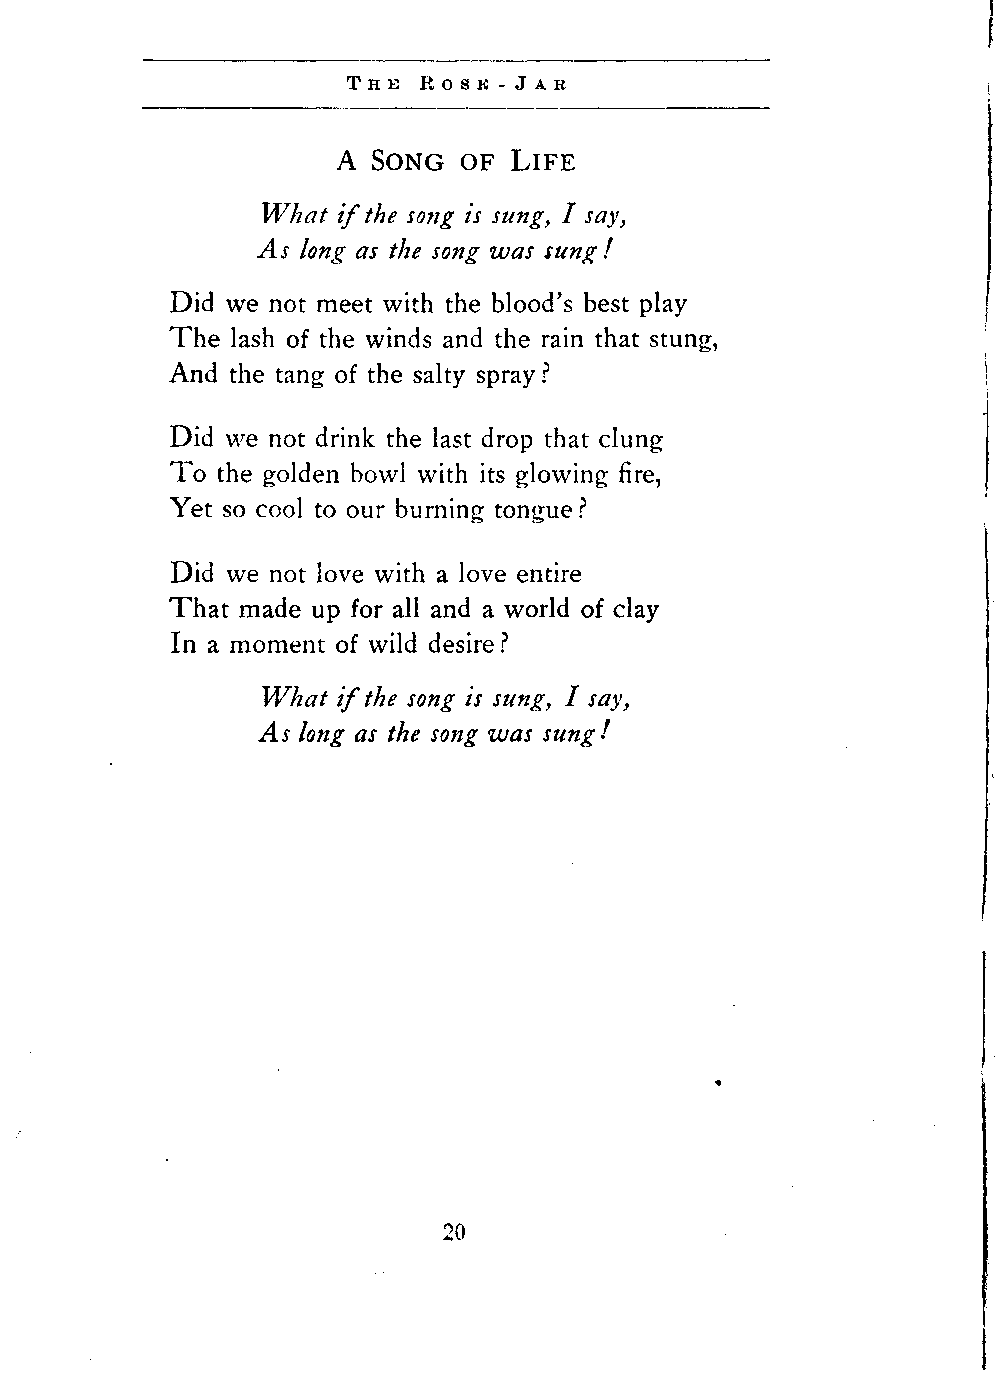 THE ROSE-JAR
A SONG OF LIFE
What if the song is sung, I say,
As long as the song was sung!
Did we not meet with the blood's best play
The lash of the winds and the rain that stung,
And the tang of the salty spray?
Did we not drink the last drop that clung
To the golden bowl with its glowing fire,
Yet so cool to our burning tongue?
Did we not love with a love entire
That made up for all and a world of clay
In a moment of wild desire?
What if the song is sung, I say,
As long as the song was sung!
20